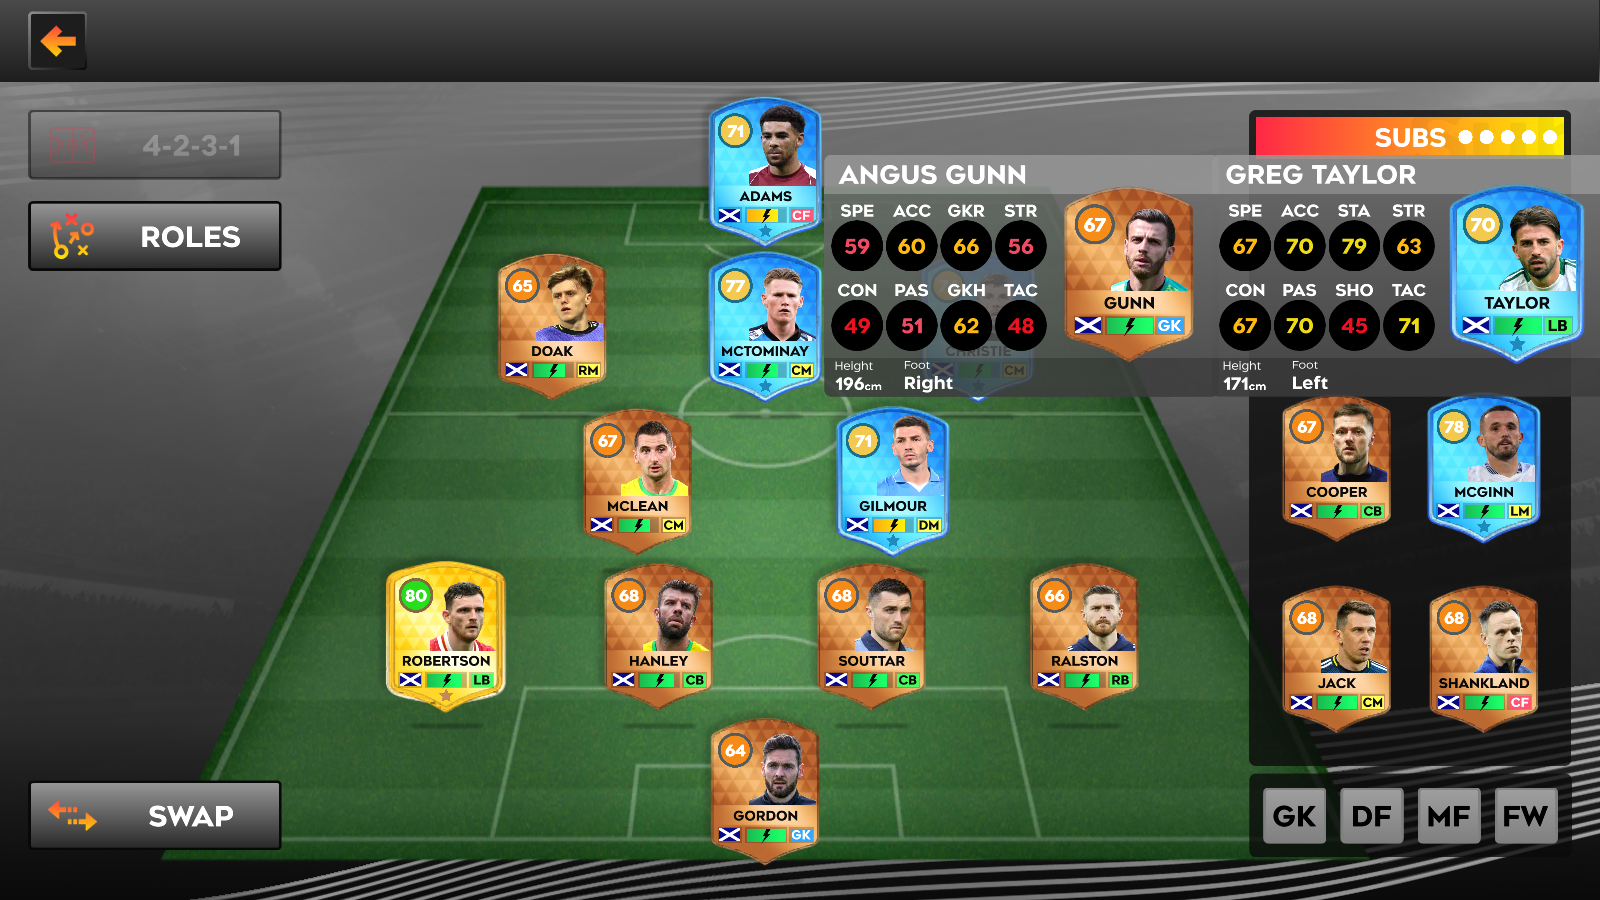 4-2-3-1
ROLES
SWAP
SUBS
71
ADAMS
CF
ANGUS GUNN
SPE ACC GKR STR
59 60 66 56
CON PAS GKH TAC
49 51 62 48
Height Foot
196cm Right
67
GUNN
GK
GREG TAYLOR
SPE ACC STA STR
67 70 79 63
CON PAS SHO TAC
67 70 45 71
Height Foot
171cm Left
70
TAYLOR
LB
65
DOAK
RM
77
MCTOMINAY
CM
CHRISTIE
CM
67
MCLEAN
CM
71
GILMOUR
DM
67
COOPER
CB
78
MCGINN
LM
80
ROBERTSON
LB
68
HANLEY
CB
68
SOUTTAR
CB
66
RALSTON
RB
68
JACK
CM
68
SHANKLAND
CF
64
GORDON
GK
GK DF MF FW